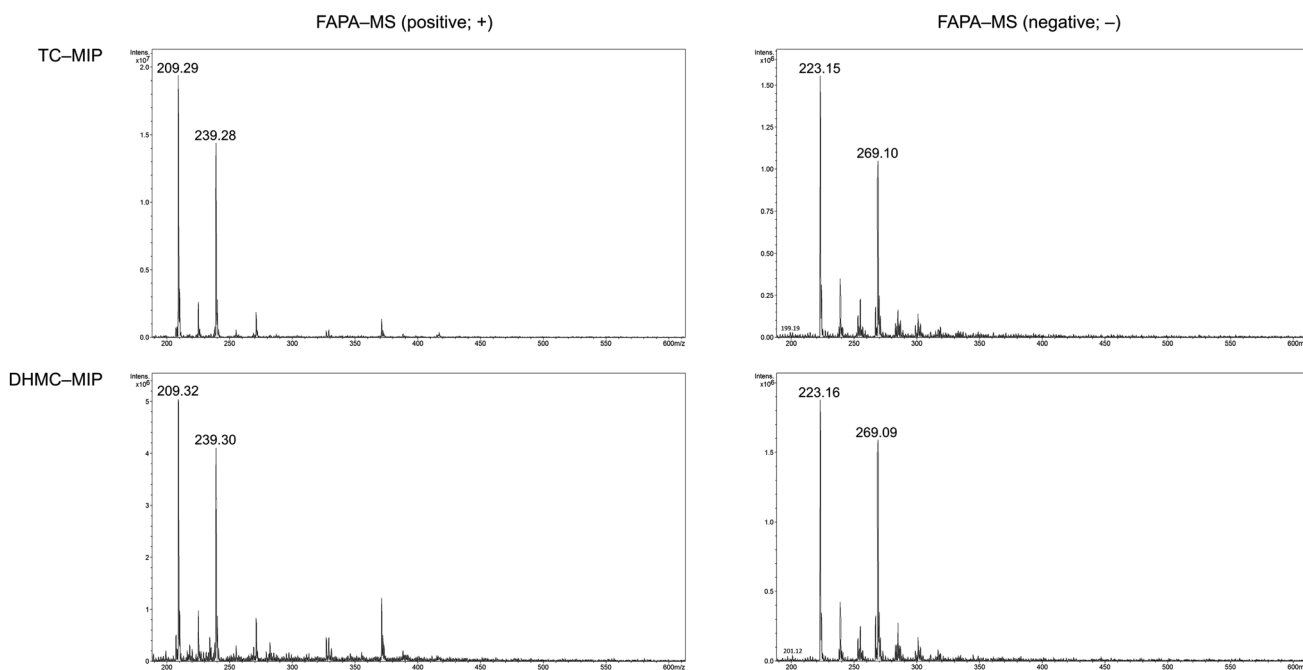 FAPA–MS (positive; +)
FAPA–MS (negative; –)
TC–MIP
Intens.
x10⁷
2.0
1.5
1.0
0.5
0.0
209.29
239.28
200 250 300 350 400 450 500 550 600m/z
Intens.
x10⁶
1.50
1.25
1.00
0.75
0.50
0.25
0.00
223.15
269.10
199.19
200 250 300 350 400 450 500 550 600m/z
DHMC–MIP
Intens.
x10⁶
5
4
3
2
1
0
209.32
239.30
200 250 300 350 400 450 500 550 600m/z
Intens.
x10⁶
1.5
1.0
0.5
0.0
223.16
269.09
201.12
200 250 300 350 400 450 500 550 600m/z